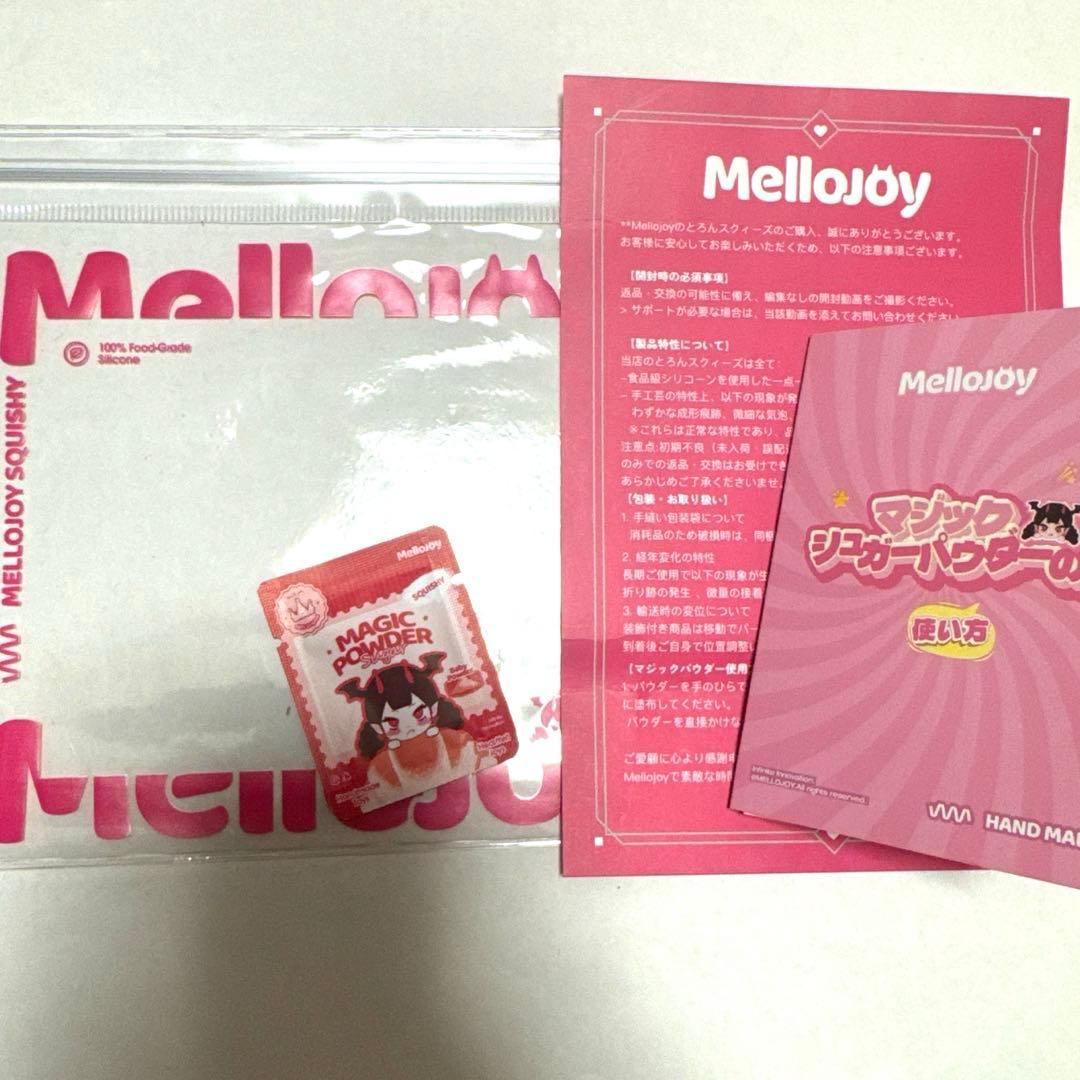 Mellojoy
100% Food-Grade
Silicone
MELLOJOY SQUISHY
Mellojoy
SQUISHY
MAGIC
POWDER
Sugar
Baby
Handmade
Toys
Mellojoy
**Mellojoyのとろんスクィーズのご購入、誠にありがとうございます。
お客様に安心してお楽しみいただくため、以下の注意事項ございます。
【開封時の必須事項】
返品・交換の可能性に備え、編集なしの開封動画をご撮影ください。
> サポートが必要な場合は、当該動画を添えてお問い合わせください
【製品特性について】
当店のとろんスクィーズは全て:
-食品級シリコーンを使用した一点
- 手工芸の特性上、以下の現象が発
わずかな成形痕跡、微細な気泡、
※これらは正常な特性であり、品
注意点:初期不良（未入荷・誤配
のみでの返品・交換はお受けでき
あらかじめご了承くださいませ、
【包装・お取り扱い】
1. 手縫い包装袋について
消耗品のため破損時は、同梱
2. 経年変化の特性
長期ご使用で以下の現象が生
折り跡の発生 、微量の接着
3. 輸送時の変位について
装飾付き商品は移動でパー
到着後ご自身で位置調整い
【マジックパウダー使用
1. パウダーを手のひらで
に塗布してください。
パウダーを直接かけな
ご愛顧に心より感謝申
Mellojoyで素敵な時間
Mellojoy
マジック
シュガーパウダーの
使い方
Infinite Innovation.
@MELLOJOY.All rights reserved.
HAND MA